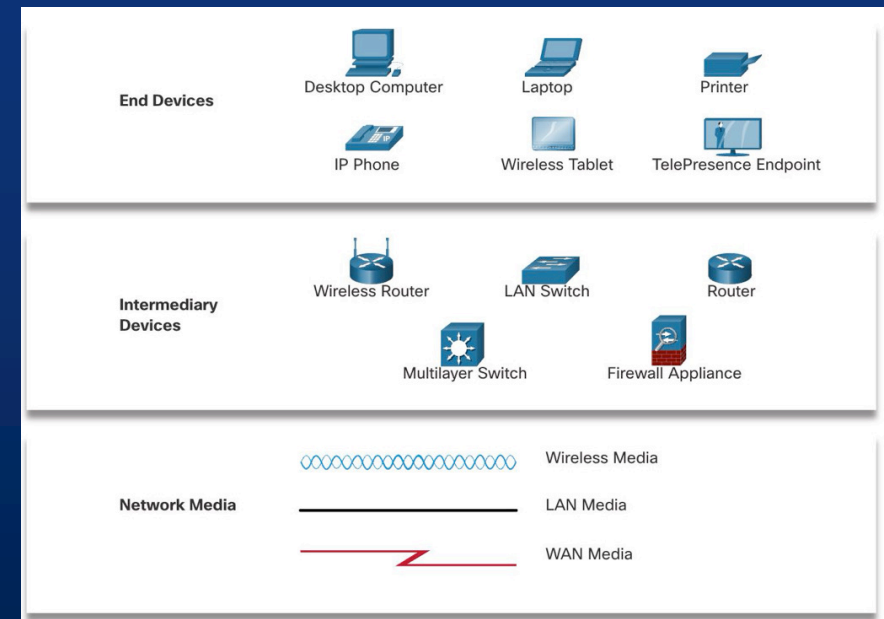 End Devices
Desktop Computer
Laptop
Printer
IP
IP Phone
Wireless Tablet
TelePresence Endpoint
Intermediary
Devices
Wireless Router
LAN Switch
Router
Multilayer Switch
Firewall Appliance
Network Media
Wireless Media
LAN Media
WAN Media